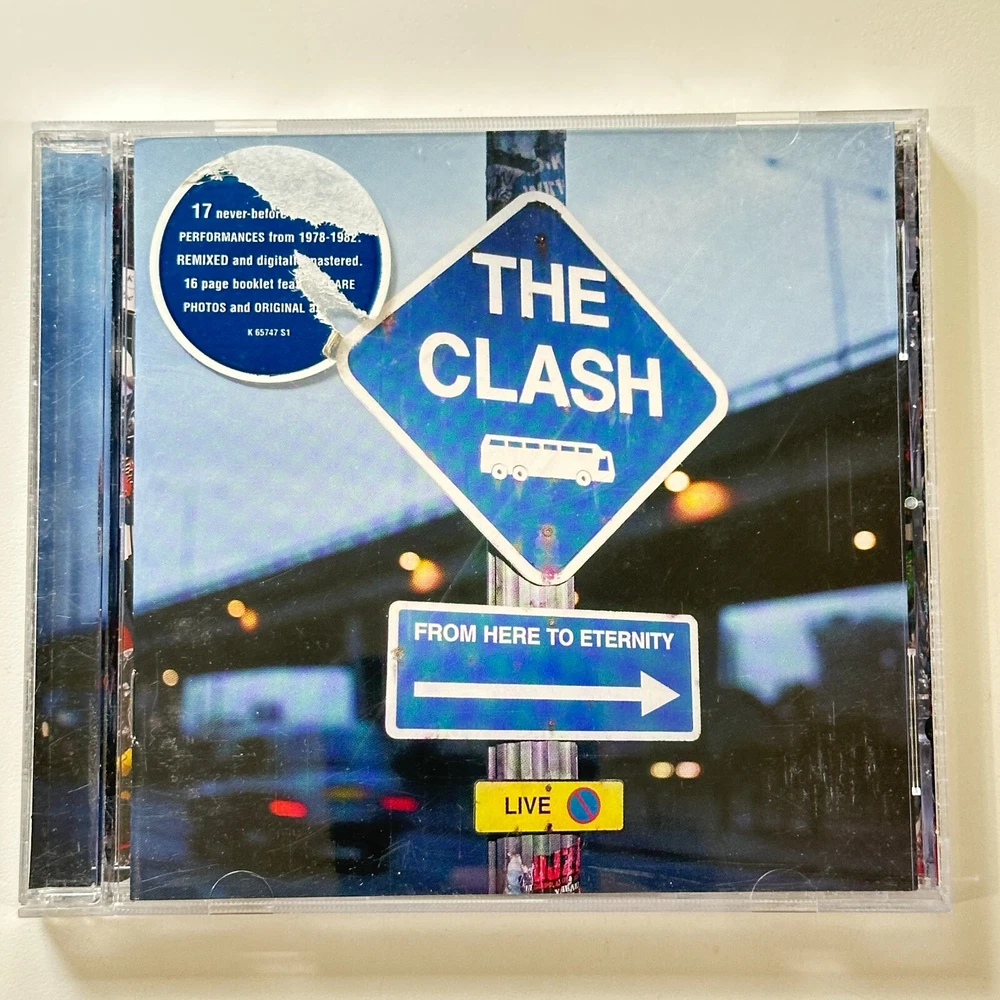 17 never-before
PERFORMANCES from 1978-1982.
REMIXED and digitally mastered.
16 page booklet
PHOTOS and ORIGINAL
K 65747 S1
THE
CLASH
FROM HERE TO ETERNITY
LIVE